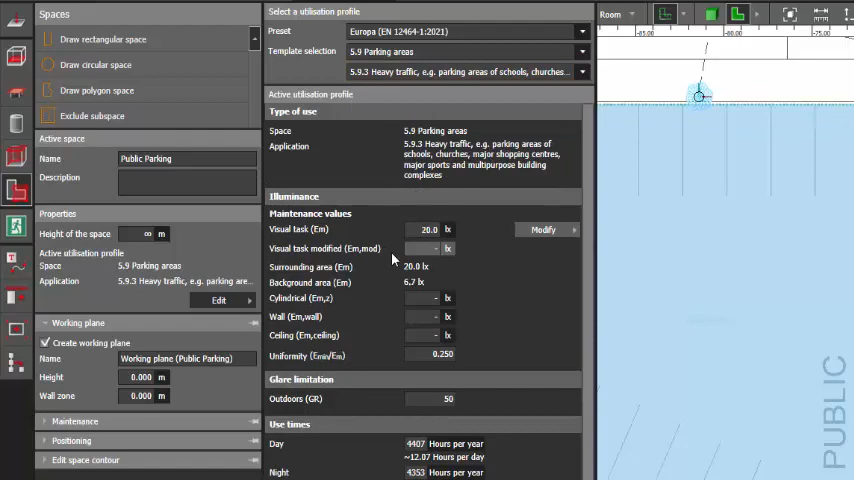 Spaces
Draw rectangular space
Draw circular space
Draw polygon space
Exclude subspace
Active space
Name
Public Parking
Description
Properties
Height of the space
∞ m
Active utilisation profile
Space
5.9 Parking areas
Application
5.9.3 Heavy traffic, e.g. parking are...
Edit
Working plane
Create working plane
Name
Working plane (Public Parking)
Height
0.000 m
Wall zone
0.000 m
Maintenance
Positioning
Edit space contour
Select a utilisation profile
Preset
Europa (EN 12464-1:2021)
Template selection
5.9 Parking areas
5.9.3 Heavy traffic, e.g. parking areas of schools, churches...
Active utilisation profile
Type of use
Space
5.9 Parking areas
Application
5.9.3 Heavy traffic, e.g. parking areas of
schools, churches, major shopping centres,
major sports and multipurpose building
complexes
Illuminance
Maintenance values
Visual task (Em)
20.0 lx
Modify
Visual task modified (Em,mod)
- lx
Surrounding area (Em)
20.0 lx
Background area (Em)
6.7 lx
Cylindrical (Em,z)
- lx
Wall (Em,wall)
- lx
Ceiling (Em,ceiling)
- lx
Uniformity (Emin/Em)
0.250
Glare limitation
Outdoors (GR)
50
Use times
Day
4407 Hours per year
~12.07 Hours per day
Night
4353 Hours per year
Room
-85.00
-80.00
-75.00
PUBLIC